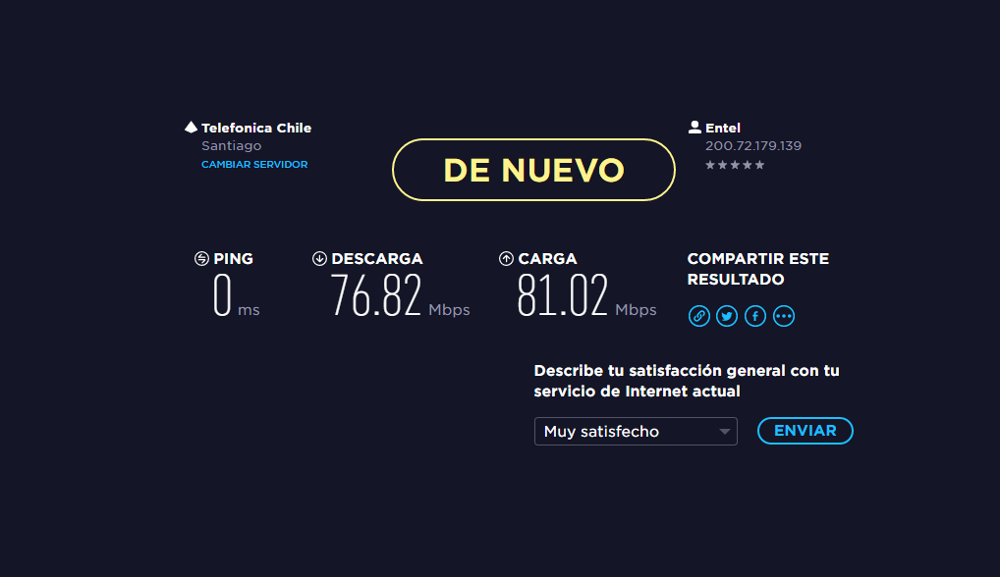 Telefonica Chile
Santiago
CAMBIAR SERVIDOR
DE NUEVO
Entel
200.72.179.139
PING
0 ms
DESCARGA
76.82 Mbps
CARGA
81.02 Mbps
COMPARTIR ESTE
RESULTADO
Describe tu satisfacción general con tu
servicio de Internet actual
Muy satisfecho
ENVIAR